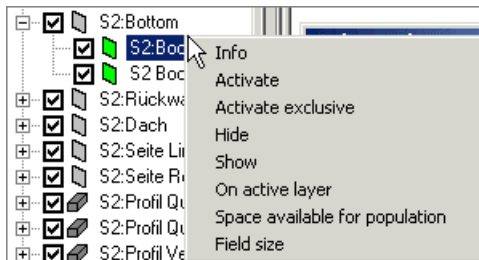 S2:Bottom
S2:Boc
S2 Boc
S2:Rückwa
S2:Dach
S2:Seite Li
S2:Seite R
S2:Profil Qu
S2:Profil Qu
S2:Profil Ve
Info
Activate
Activate exclusive
Hide
Show
On active layer
Space available for population
Field size